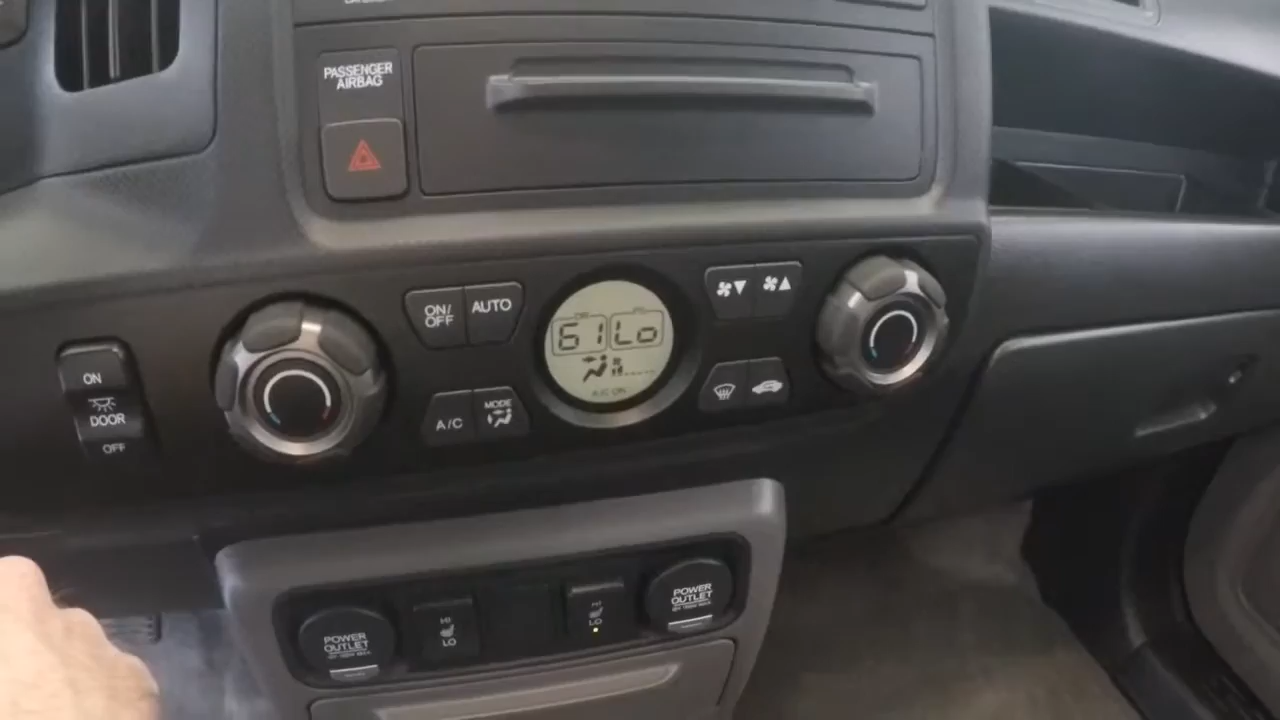 PASSENGER
AIRBAG
ON/
OFF
AUTO
61 Lo
A/C ON
A/C
MODE
ON
DOOR
OFF
POWER
OUTLET
HI
LO
HI
LO
POWER
OUTLET